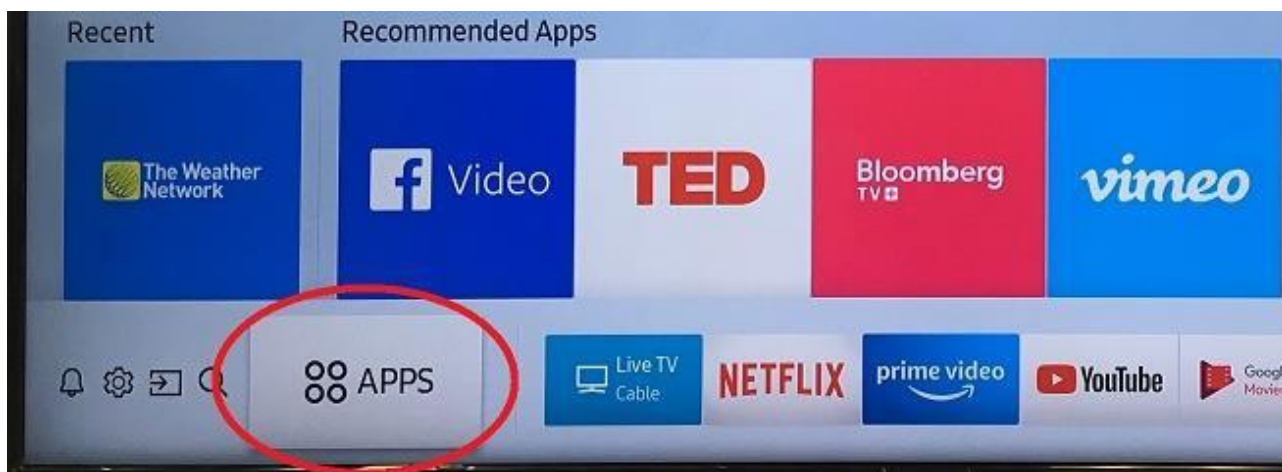 Recent
Recommended Apps
The Weather
Network
f Video
TED
Bloomberg
TV+
vimeo
APPS
Live TV
Cable
NETFLIX
prime video
YouTube